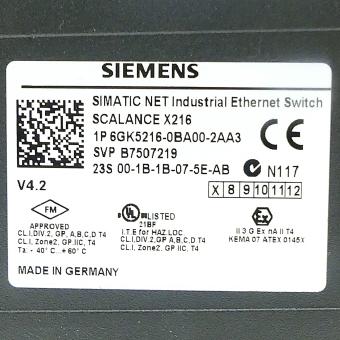 SIEMENS
SIMATIC NET Industrial Ethernet Switch
SCALANCE X216
1P 6GK5216-0BA00-2AA3
SVP B7507219
23S 00-1B-1B-07-5E-AB N117
V4.2
X 8 9 10 11 12
FM
APPROVED
CL.I,DIV.2, GP. A,B,C,D T4
CL.I, Zone2, GP.IIC, T4
Ta: - 40°C...+60°C
UL LISTED
21BF
I.T.E for HAZ.LOC
CL.I, DIV.2 GP.A,B,C,D T4
CL.I, Zone2, GP.IIC, T4
Ex
II 3 G Ex nA II T4
KEMA 07 ATEX 0145X
MADE IN GERMANY